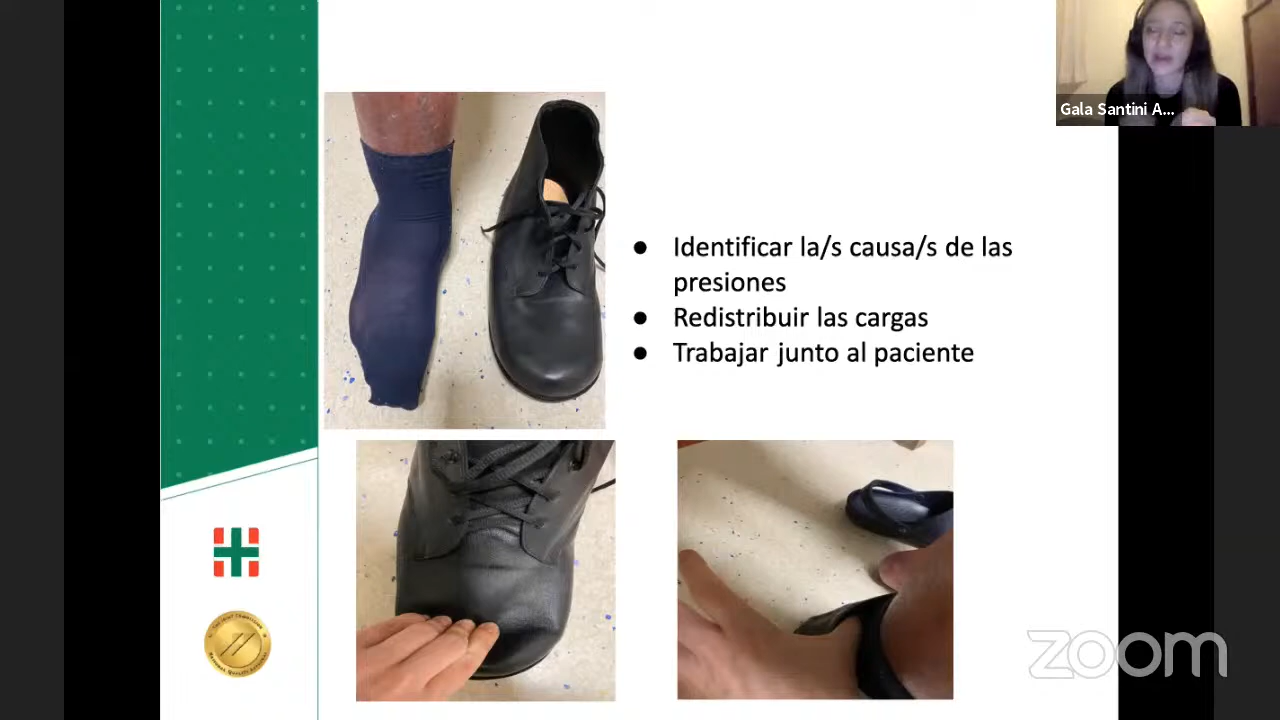 Gala Santini A...
● Identificar la/s causa/s de las
presiones
● Redistribuir las cargas
● Trabajar junto al paciente
zoom